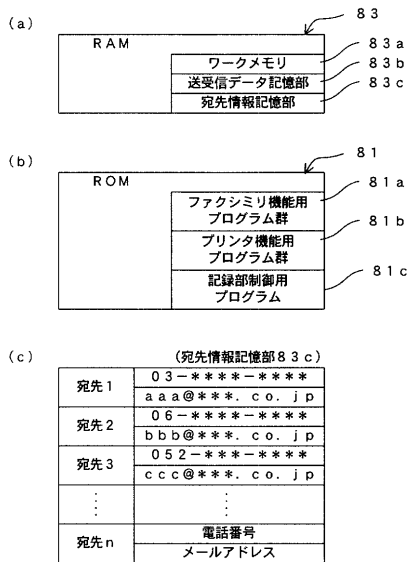 (a)
83
RAM
83a
ワークメモリ
83b
送受信データ記憶部
83c
宛先情報記憶部
(b)
81
ROM
81a
ファクシミリ機能用
プログラム群
81b
プリンタ機能用
プログラム群
81c
記録部制御用
プログラム
(c)
(宛先情報記憶部83c)
宛先1
03-****-****
aaa@***.co.jp
宛先2
06-****-****
bbb@***.co.jp
宛先3
052-****-****
ccc@***.co.jp
宛先n
電話番号
メールアドレス